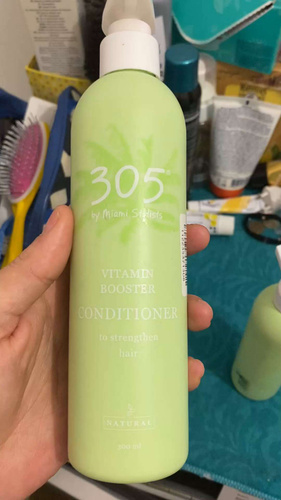 305
by Miami Stylists
VITAMIN
BOOSTER
CONDITIONER
to strengthen
hair
NATURAL